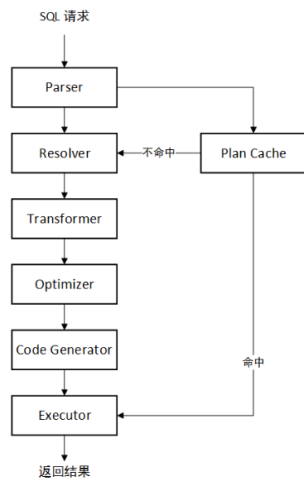 SQL 请求
Parser
Resolver
不命中
Plan Cache
Transformer
Optimizer
Code Generator
命中
Executor
返回结果